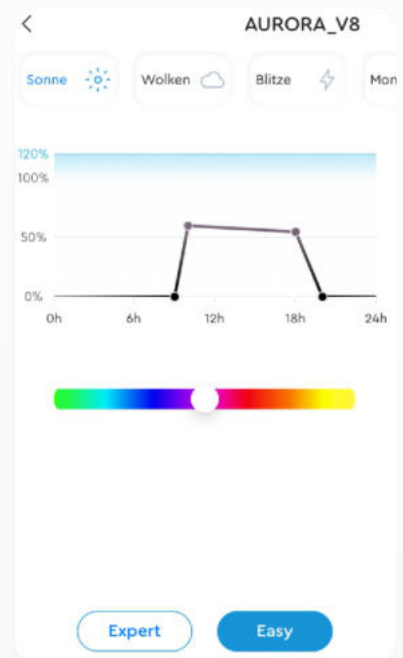 AURORA_V8
Sonne Wolken Blitze Mon
120%
100%
50%
0%
0h 6h 12h 18h 24h
Expert Easy